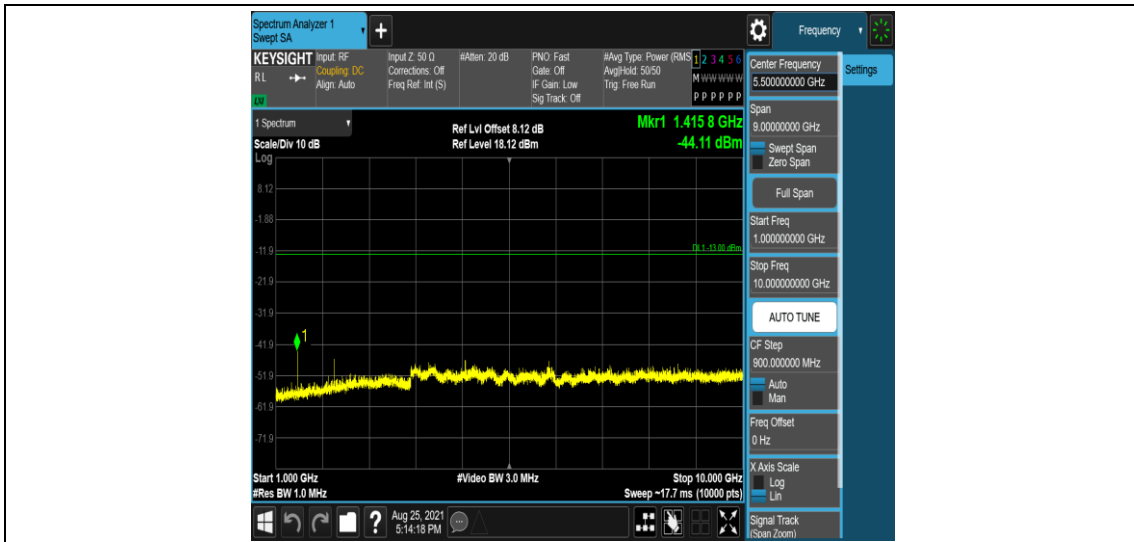 Spectrum Analyzer 1
Swept SA
+
Frequency
KEYSIGHT
RL
LXI
Input: RF
Coupling: DC
Align: Auto
Input Z: 50 Ω
Corrections: Off
Freq Ref: Int (S)
#Atten: 20 dB
PNO: Fast
Gate: Off
IF Gain: Low
Sig Track: Off
#Avg Type: Power (RMS
Avg|Hold: 50/50
Trig: Free Run
1 2 3 4 5 6
M W W W W W
P P P P P P
1 Spectrum
Scale/Div 10 dB
Ref Lvl Offset 8.12 dB
Ref Level 18.12 dBm
Mkr1 1.415 8 GHz
-44.11 dBm
Log
8.12
-1.88
-11.9
DL1 -13.00 dBm
-21.9
-31.9
-41.9
1
-51.9
-61.9
-71.9
Start 1.000 GHz
#Res BW 1.0 MHz
#Video BW 3.0 MHz
Stop 10.000 GHz
Sweep ~17.7 ms (10000 pts)
?
Aug 25, 2021
5:14:18 PM
Center Frequency
5.500000000 GHz
Settings
Span
9.00000000 GHz
Swept Span
Zero Span
Full Span
Start Freq
1.000000000 GHz
Stop Freq
10.000000000 GHz
AUTO TUNE
CF Step
900.000000 MHz
Auto
Man
Freq Offset
0 Hz
X Axis Scale
Log
Lin
Signal Track
(Span Zoom)